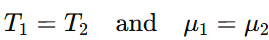 T₁ = T₂ and μ₁ = μ₂